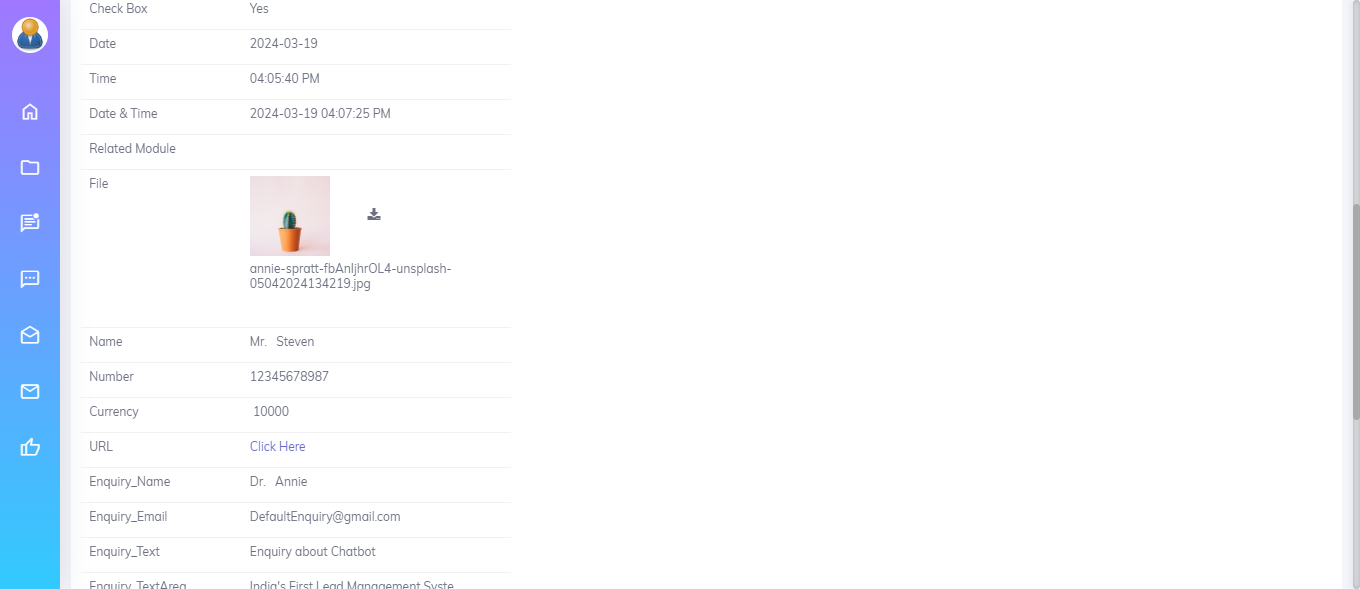 Check Box Yes
Date 2024-03-19
Time 04:05:40 PM
Date & Time 2024-03-19 04:07:25 PM
Related Module
File
annie-spratt-fbAnIjhrOL4-unsplash-
05042024134219.jpg
Name Mr. Steven
Number 12345678987
Currency 10000
URL Click Here
Enquiry_Name Dr. Annie
Enquiry_Email DefaultEnquiry@gmail.com
Enquiry_Text Enquiry about Chatbot
Enquiry_TextArea India's First Lead Management Syste